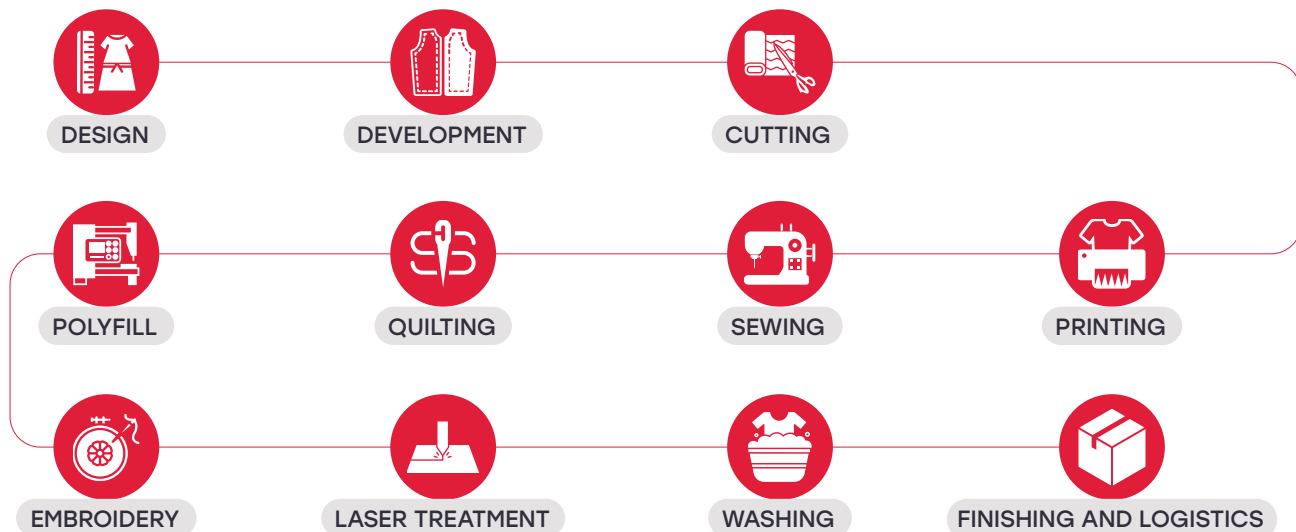 DESIGN
DEVELOPMENT
CUTTING
POLYFILL
QUILTING
SEWING
PRINTING
EMBROIDERY
LASER TREATMENT
WASHING
FINISHING AND LOGISTICS